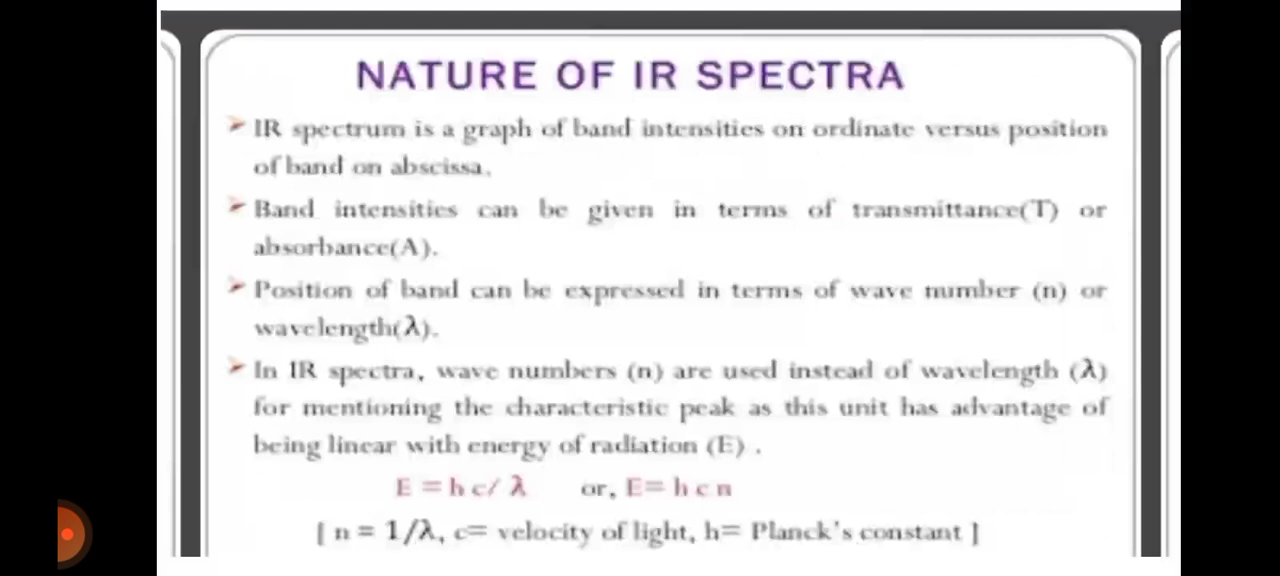 NATURE OF IR SPECTRA
➢ IR spectrum is a graph of band intensities on ordinate versus position
of band on abscissa.
➢ Band intensities can be given in terms of transmittance(T) or
absorbance(A).
➢ Position of band can be expressed in terms of wave number (n) or
wavelength(λ).
➢ In IR spectra, wave numbers (n) are used instead of wavelength (λ)
for mentioning the characteristic peak as this unit has advantage of
being linear with energy of radiation (E) .
E = h c/ λ or, E= h c n
[ n = 1/λ, c= velocity of light, h= Planck's constant ]